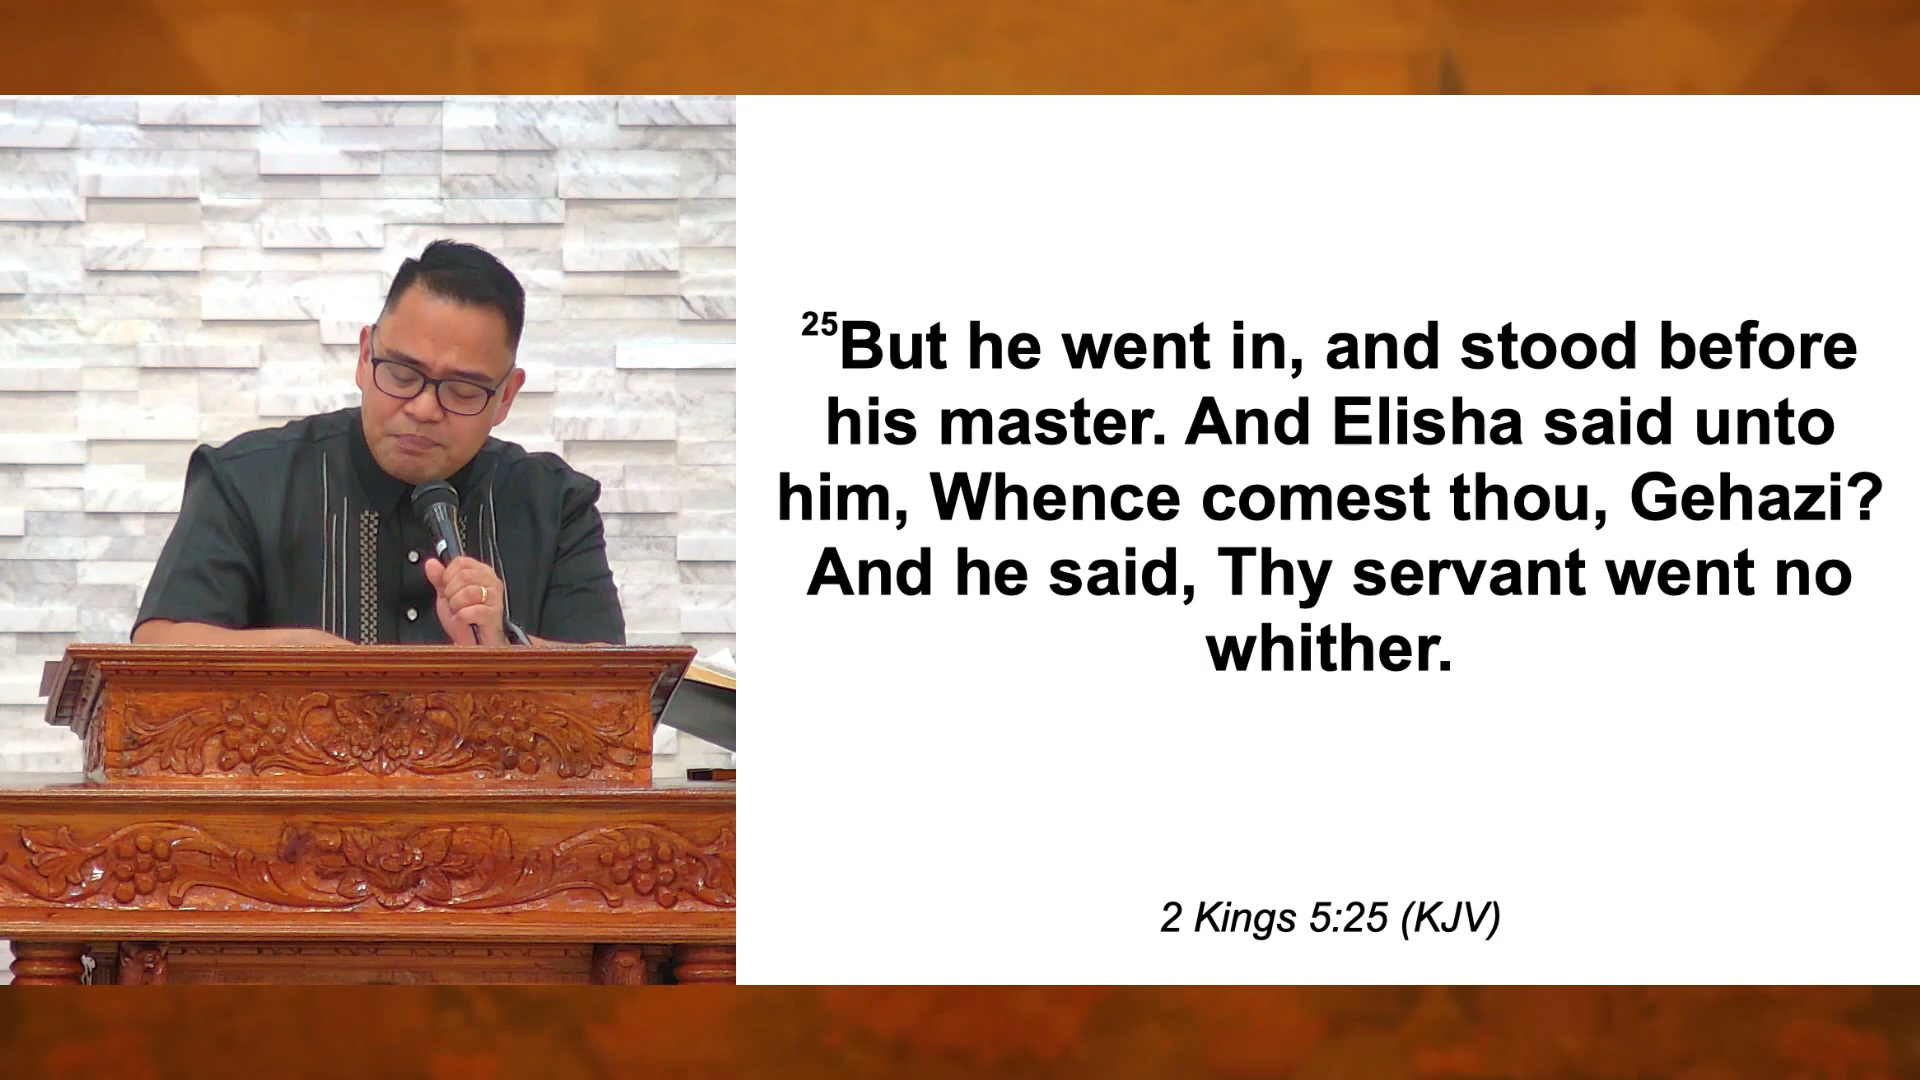 25But he went in, and stood before
his master. And Elisha said unto
him, Whence comest thou, Gehazi?
And he said, Thy servant went no
whither.
2 Kings 5:25 (KJV)